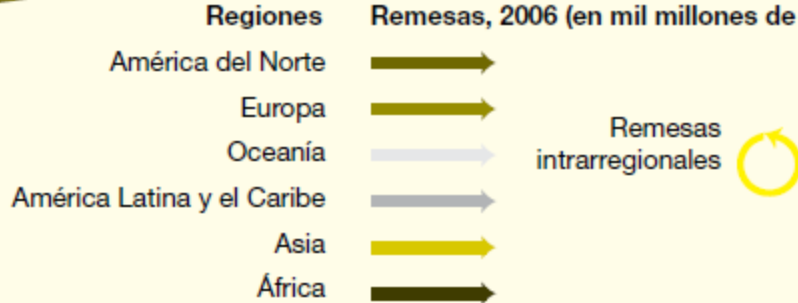 Regiones Remesas, 2006 (en mil millones de
América del Norte
Europa
Oceanía
América Latina y el Caribe
Asia
África
Remesas
intrarregionales